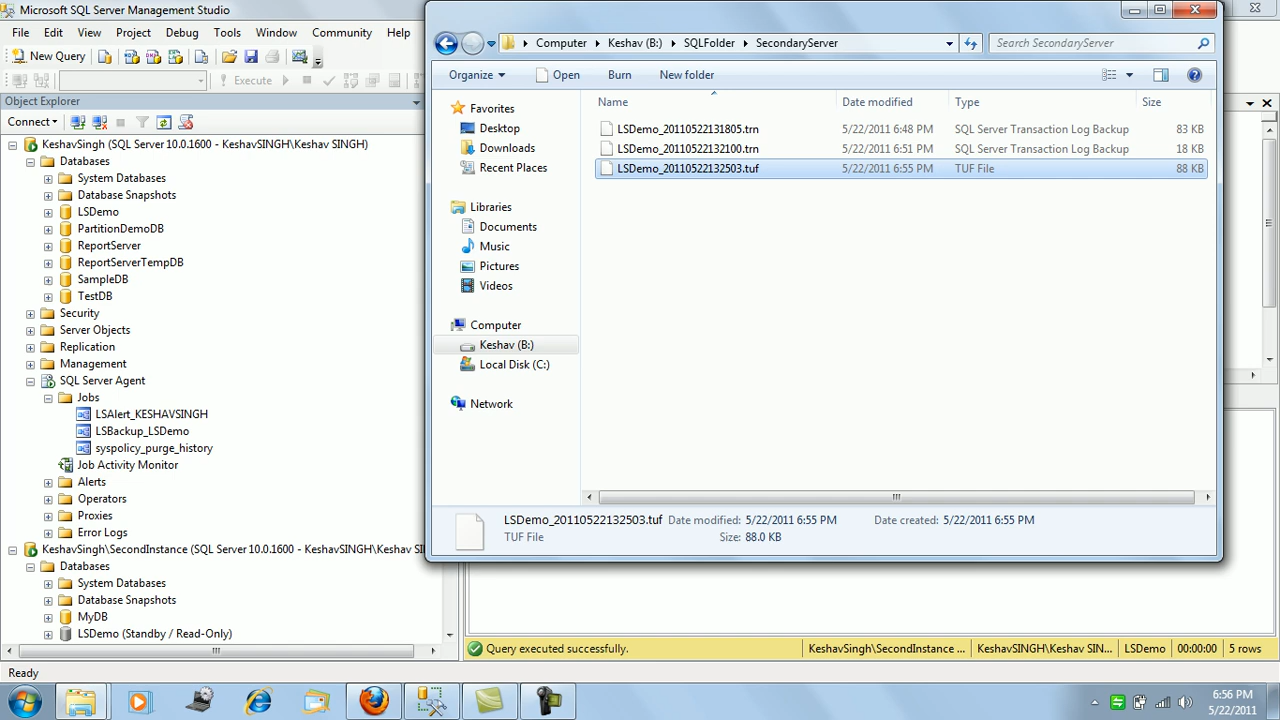 Microsoft SQL Server Management Studio
File Edit View Project Debug Tools Window Community Help
New Query
Execute
Object Explorer
Connect
KeshavSingh (SQL Server 10.0.1600 - KeshavSINGH\Keshav SINGH)
Databases
System Databases
Database Snapshots
LSDemo
PartitionDemoDB
ReportServer
ReportServerTempDB
SampleDB
TestDB
Security
Server Objects
Replication
Management
SQL Server Agent
Jobs
LSAlert_KESHAVSINGH
LSBackup_LSDemo
syspolicy_purge_history
Job Activity Monitor
Alerts
Operators
Proxies
Error Logs
KeshavSingh\SecondInstance (SQL Server 10.0.1600 - KeshavSINGH\Keshav SI
Databases
System Databases
Database Snapshots
MyDB
LSDemo (Standby / Read-Only)
Computer Keshav (B:) SQLFolder SecondaryServer
Search SecondaryServer
Organize Open Burn New folder
Favorites
Desktop
Downloads
Recent Places
Libraries
Documents
Music
Pictures
Videos
Computer
Keshav (B:)
Local Disk (C:)
Network
Name Date modified Type Size
LSDemo_20110522131805.trn 5/22/2011 6:48 PM SQL Server Transaction Log Backup 83 KB
LSDemo_20110522132100.trn 5/22/2011 6:51 PM SQL Server Transaction Log Backup 18 KB
LSDemo_20110522132503.tuf 5/22/2011 6:55 PM TUF File 88 KB
LSDemo_20110522132503.tuf Date modified: 5/22/2011 6:55 PM Date created: 5/22/2011 6:55 PM
TUF File Size: 88.0 KB
Query executed successfully. KeshavSingh\SecondInstance ... KeshavSINGH\Keshav SIN... LSDemo 00:00:00 5 rows
Ready
6:56 PM
5/22/2011